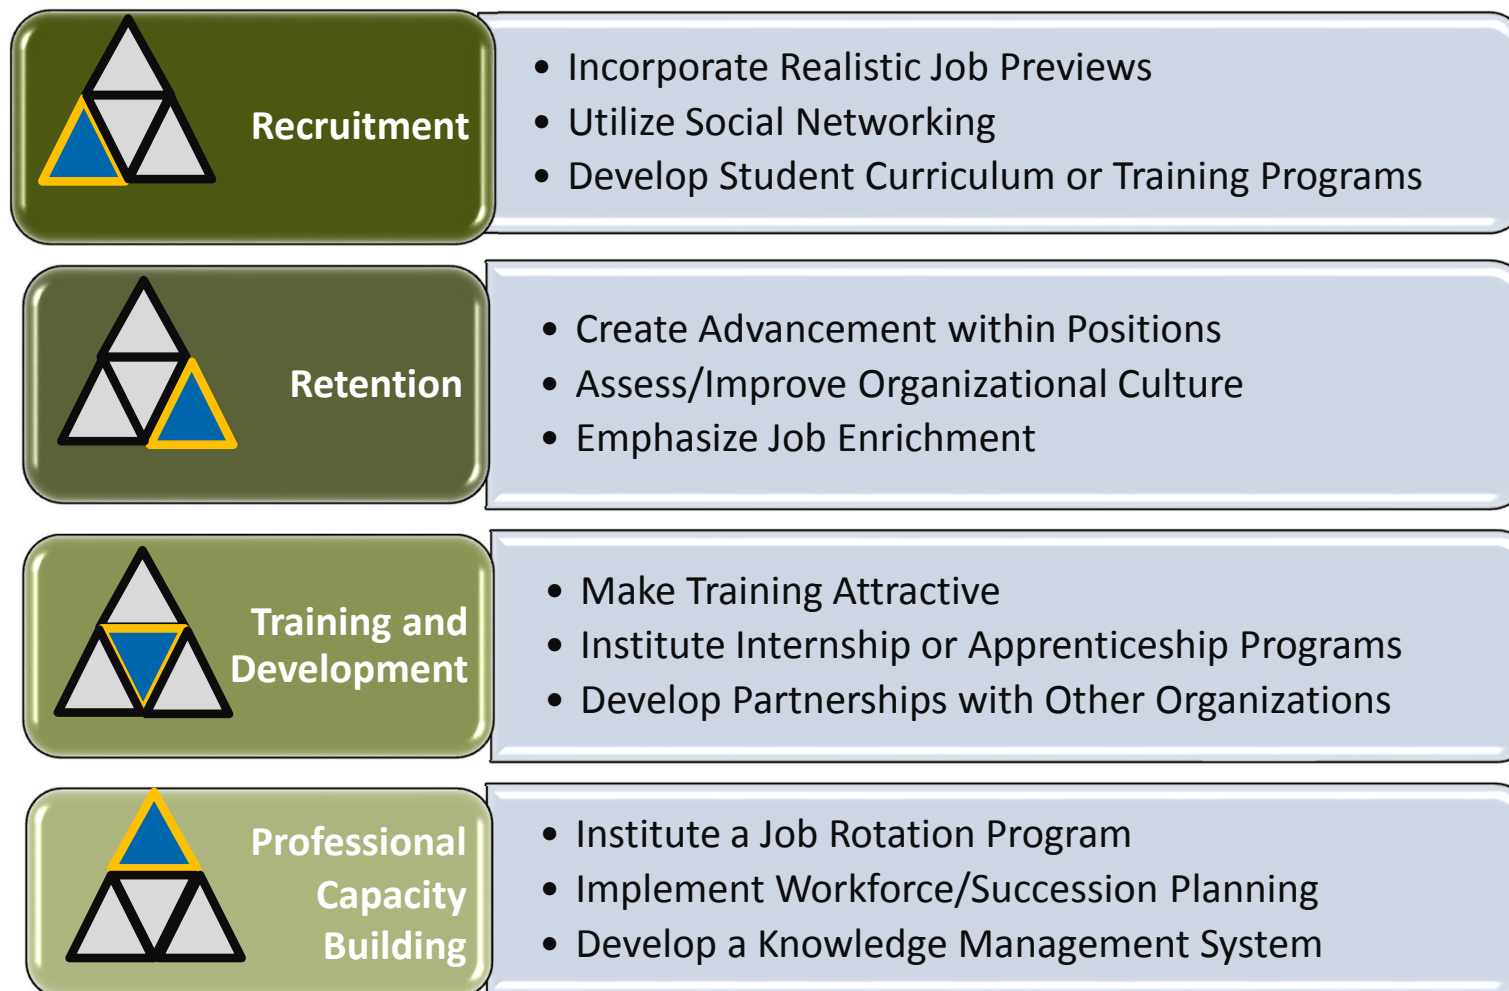 Recruitment
• Incorporate Realistic Job Previews
• Utilize Social Networking
• Develop Student Curriculum or Training Programs
Retention
• Create Advancement within Positions
• Assess/Improve Organizational Culture
• Emphasize Job Enrichment
Training and
Development
• Make Training Attractive
• Institute Internship or Apprenticeship Programs
• Develop Partnerships with Other Organizations
Professional
Capacity
Building
• Institute a Job Rotation Program
• Implement Workforce/Succession Planning
• Develop a Knowledge Management System